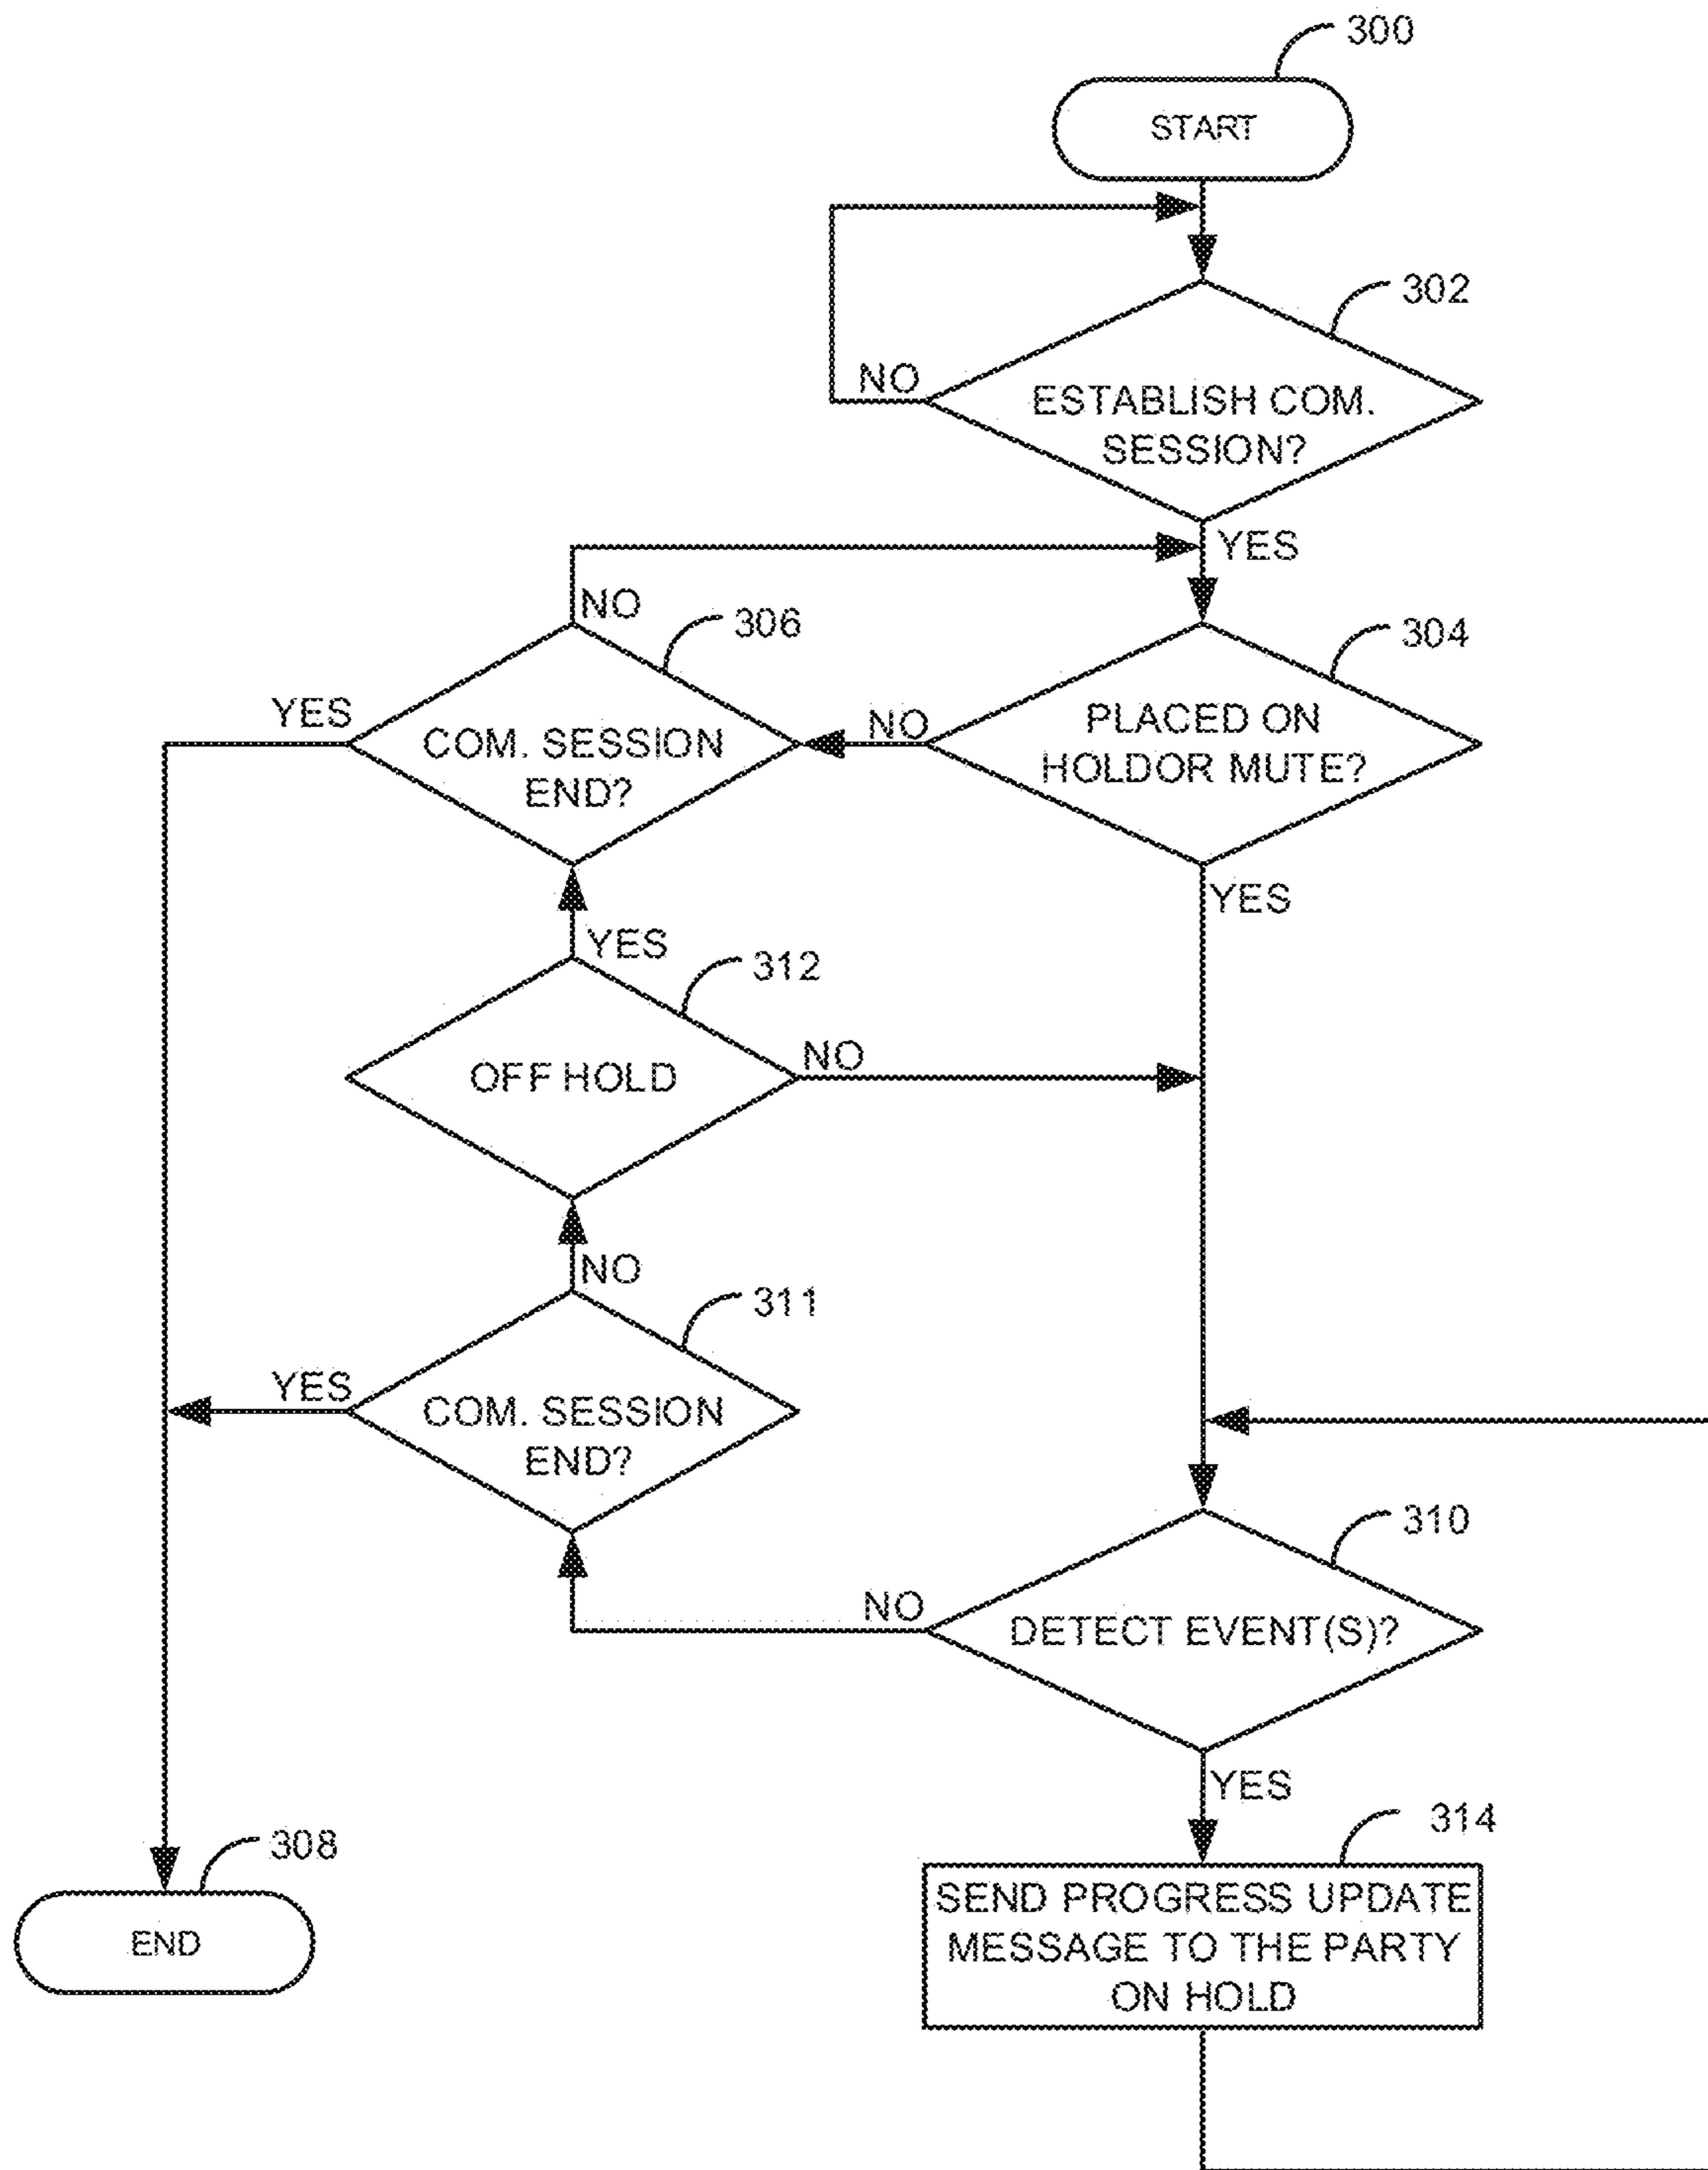 300
START
302
NO
ESTABLISH COM.
SESSION?
YES
NO
306
304
YES
COM. SESSION
END?
NO
PLACED ON
HOLDOR MUTE?
YES
YES
312
OFF HOLD
NO
NO
311
YES
COM. SESSION
END?
310
NO
DETECT EVENT(S)?
YES
314
308
END
SEND PROGRESS UPDATE
MESSAGE TO THE PARTY
ON HOLD